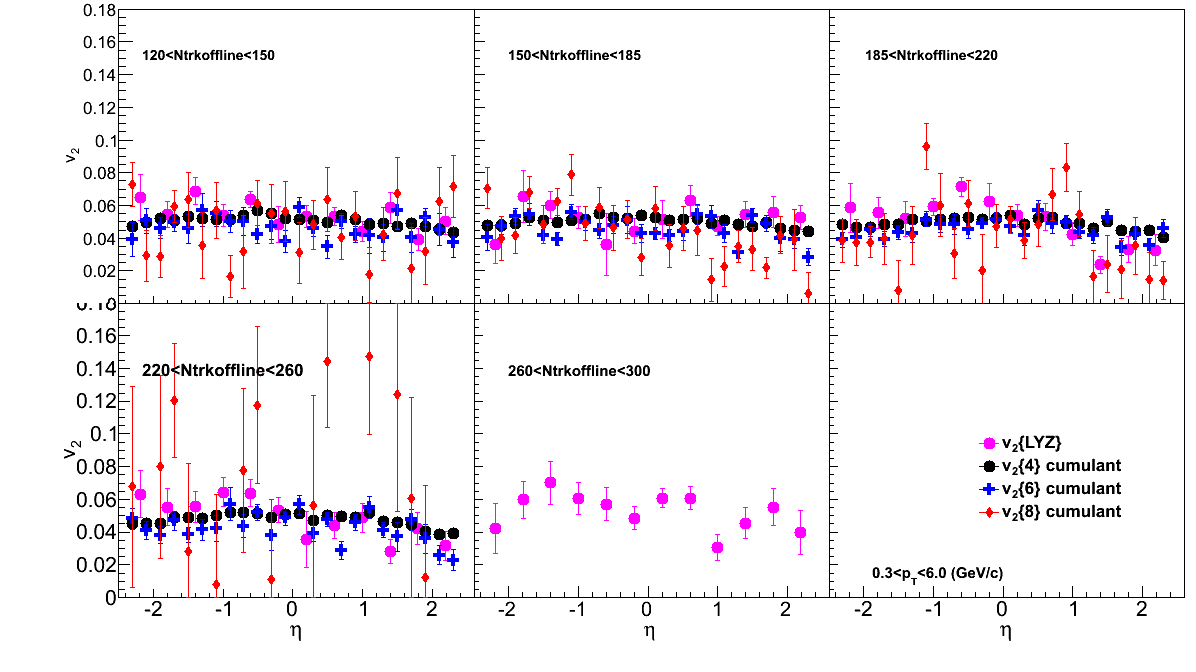 0.18
0.16
0.14
0.12
0.1
0.08
0.06
0.04
0.02
v2
120<Ntrkoffline<150
150<Ntrkoffline<185
185<Ntrkoffline<220
0.16
0.14
0.12
0.1
0.08
0.06
0.04
0.02
0
v2
220<Ntrkoffline<260
260<Ntrkoffline<300
v2{LYZ}
v2{4} cumulant
v2{6} cumulant
v2{8} cumulant
0.3<pT<6.0 (GeV/c)
-2 -1 0 1 2
-2 -1 0 1 2
-2 -1 0 1 2
η
η
η